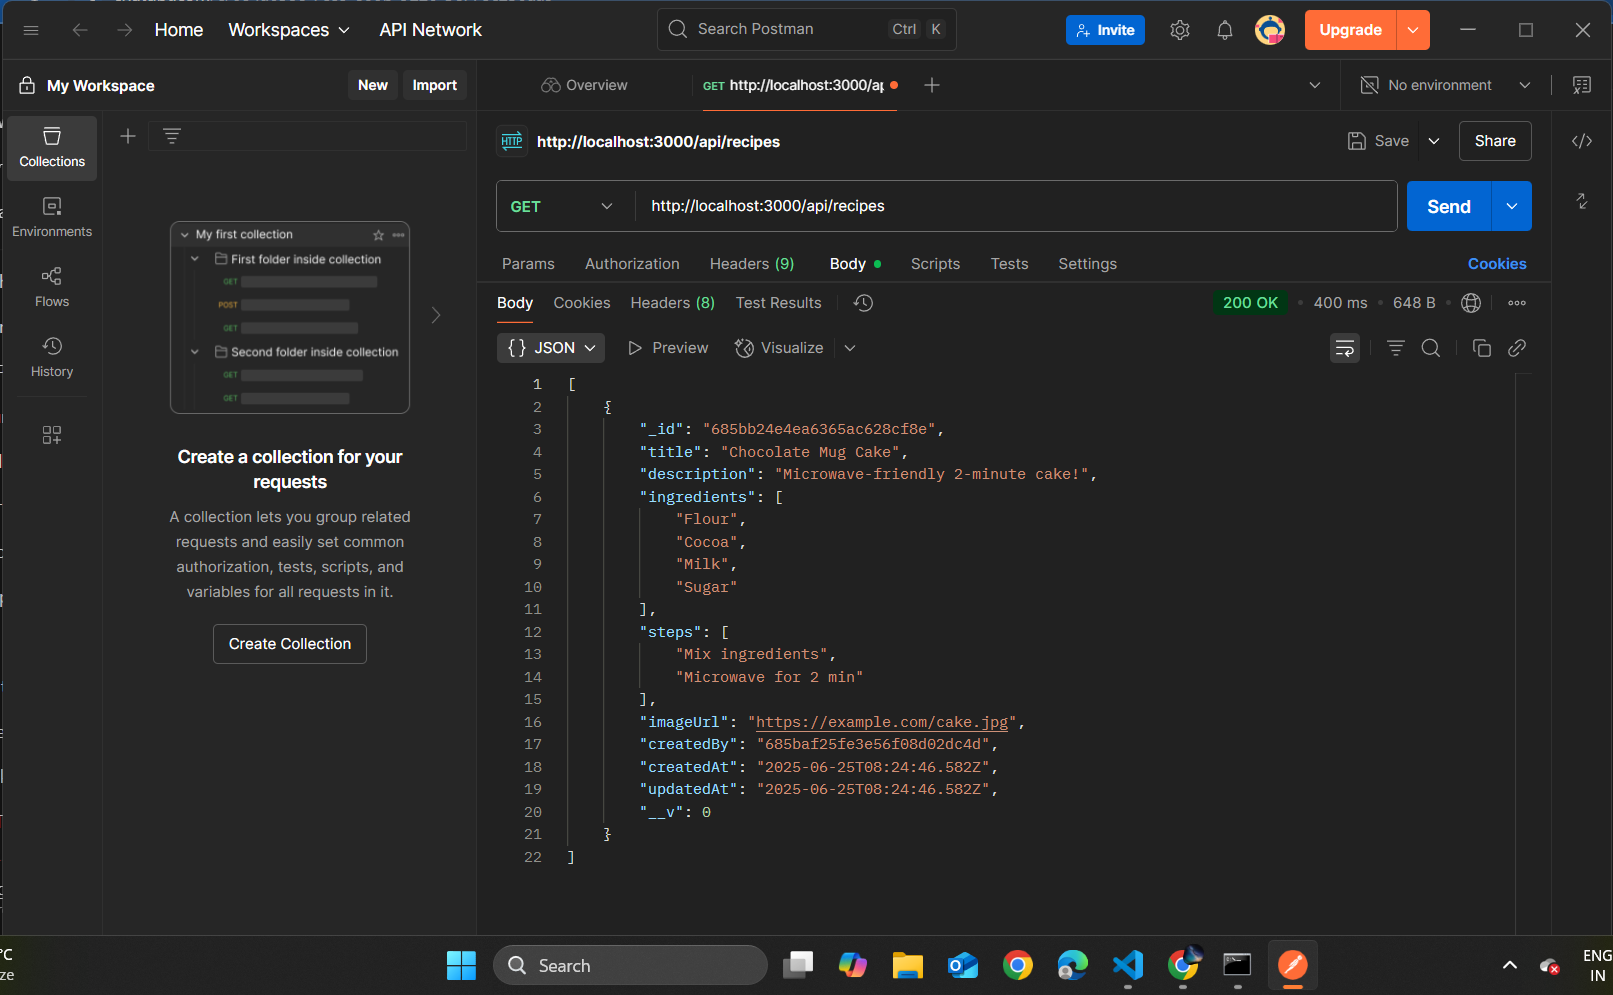 Home Workspaces API Network Search Postman Ctrl K Invite Upgrade
My Workspace New Import Overview GET http://localhost:3000/ap No environment
Collections
Environments
Flows
History
My first collection
First folder inside collection
GET
POST
GET
Second folder inside collection
GET
GET
Create a collection for your
requests
A collection lets you group related
requests and easily set common
authorization, tests, scripts, and
variables for all requests in it.
Create Collection
HTTP http://localhost:3000/api/recipes Save Share
GET http://localhost:3000/api/recipes Send
Params Authorization Headers (9) Body Scripts Tests Settings Cookies
Body Cookies Headers (8) Test Results 200 OK 400 ms 648 B
{} JSON Preview Visualize
1 [
2 {
3 "_id": "685bb24e4ea6365ac628cf8e",
4 "title": "Chocolate Mug Cake",
5 "description": "Microwave-friendly 2-minute cake!",
6 "ingredients": [
7 "Flour",
8 "Cocoa",
9 "Milk",
10 "Sugar"
11 ],
12 "steps": [
13 "Mix ingredients",
14 "Microwave for 2 min"
15 ],
16 "imageUrl": "https://example.com/cake.jpg",
17 "createdBy": "685baf25fe3e56f08d02dc4d",
18 "createdAt": "2025-06-25T08:24:46.582Z",
19 "updatedAt": "2025-06-25T08:24:46.582Z",
20 "__v": 0
21 }
22 ]
Search
ENG
IN